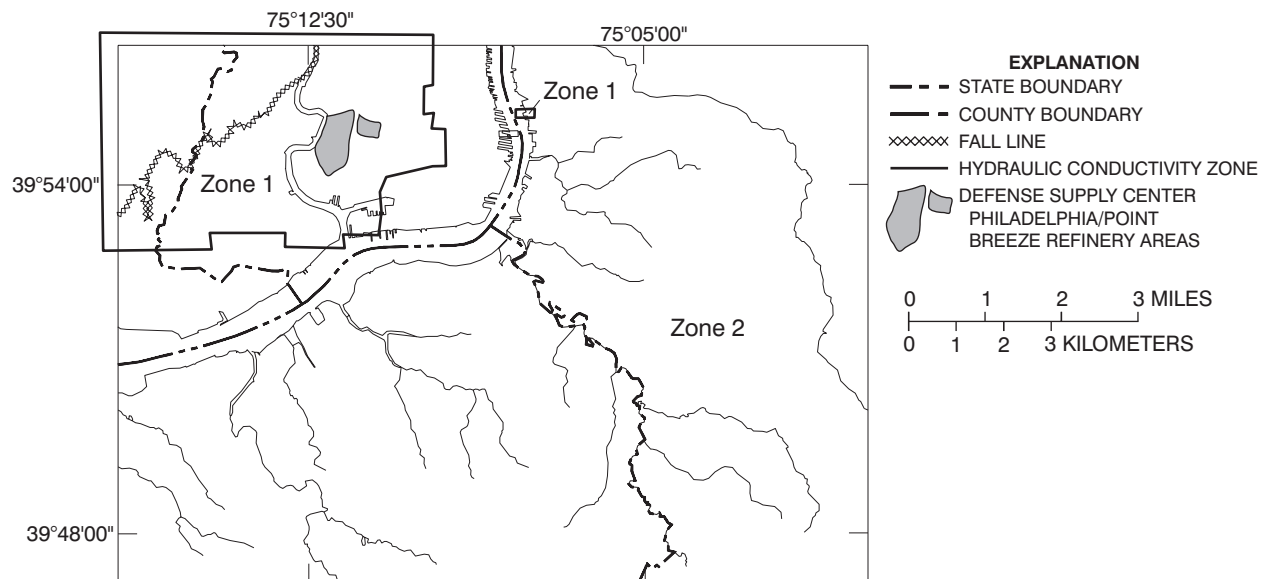 75°12'30"
75°05'00"
Zone 1
39°54'00"
Zone 1
Zone 2
39°48'00"
EXPLANATION
STATE BOUNDARY
COUNTY BOUNDARY
FALL LINE
HYDRAULIC CONDUCTIVITY ZONE
DEFENSE SUPPLY CENTER
PHILADELPHIA/POINT
BREEZE REFINERY AREAS
0 1 2 3 MILES
0 1 2 3 KILOMETERS